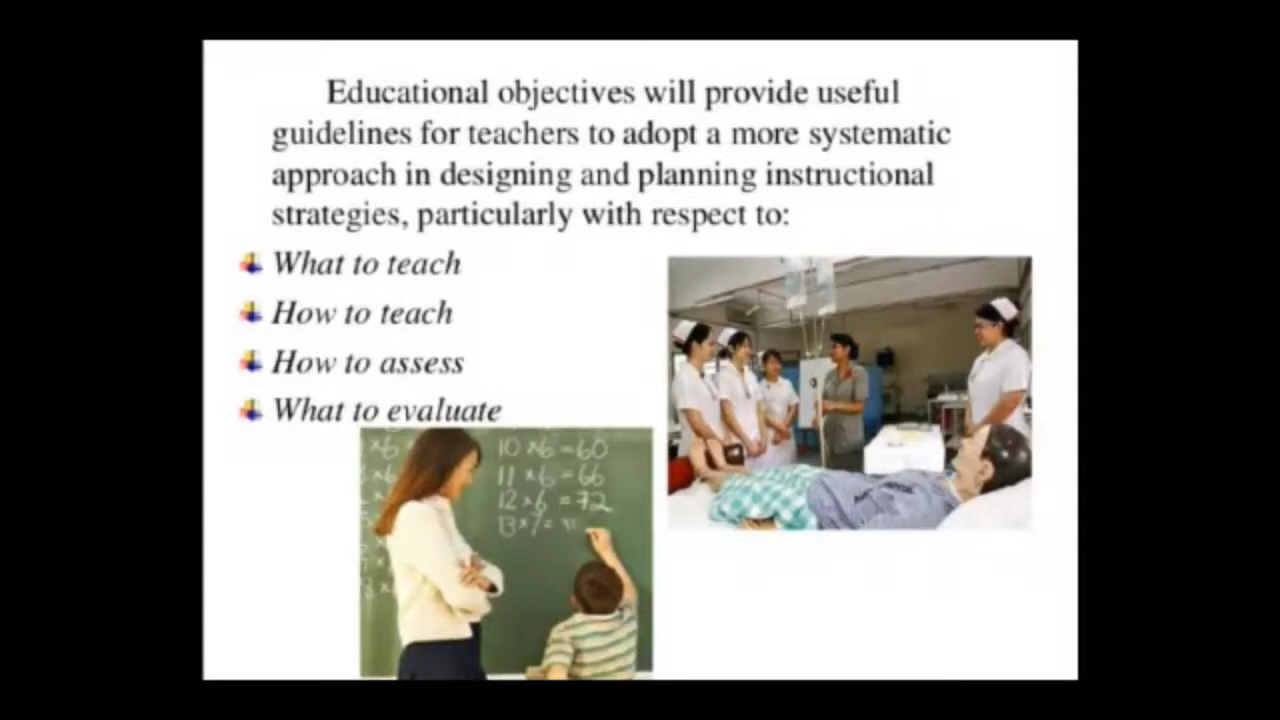 Educational objectives will provide useful
guidelines for teachers to adopt a more systematic
approach in designing and planning instructional
strategies, particularly with respect to:
What to teach
How to teach
How to assess
What to evaluate
10 ×6 =60
11 ×6 =66
12 ×6 =72